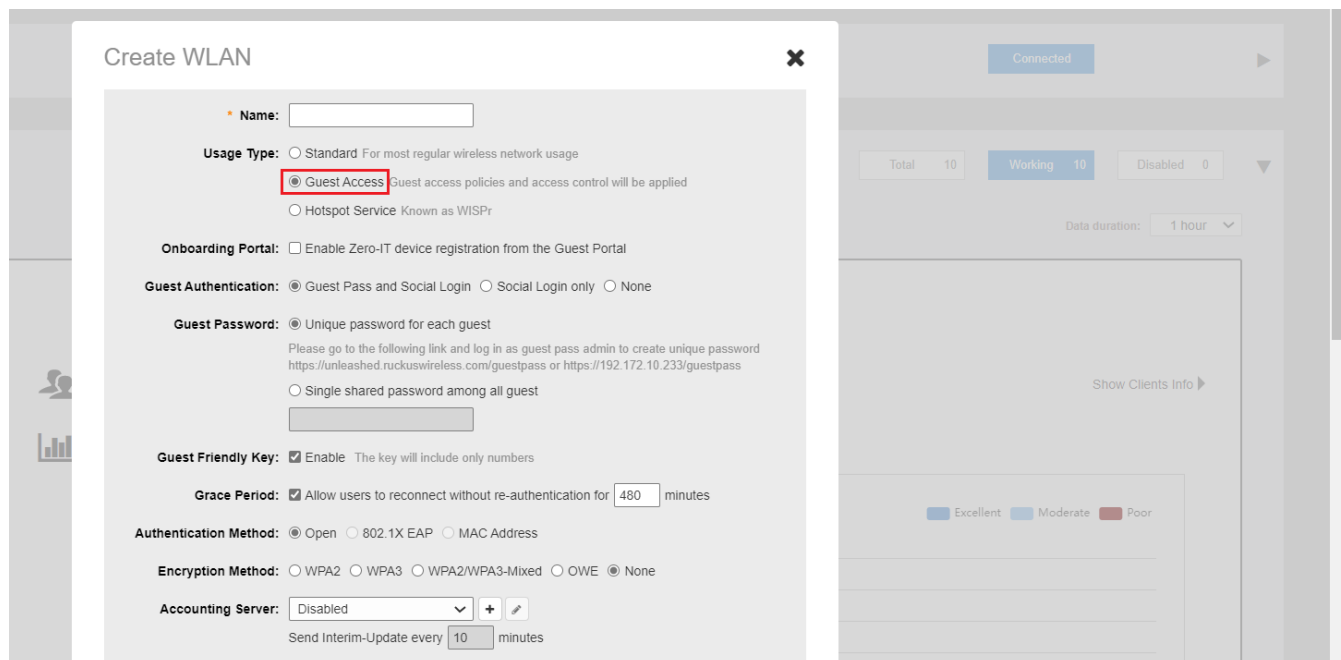 Create WLAN
Connected
* Name:
Usage Type: Standard For most regular wireless network usage
Total 10 Working 10 Disabled 0
Guest Access Guest access policies and access control will be applied
Hotspot Service Known as WISPr
Data duration: 1 hour
Onboarding Portal: Enable Zero-IT device registration from the Guest Portal
Guest Authentication: Guest Pass and Social Login Social Login only None
Guest Password: Unique password for each guest
Please go to the following link and log in as guest pass admin to create unique password
https://unleashed.ruckuswireless.com/guestpass or https://192.172.10.233/guestpass
Show Clients Info
Single shared password among all guest
Guest Friendly Key: Enable The key will include only numbers
Grace Period: Allow users to reconnect without re-authentication for 480 minutes
Excellent Moderate Poor
Authentication Method: Open 802.1X EAP MAC Address
Encryption Method: WPA2 WPA3 WPA2/WPA3-Mixed OWE None
Accounting Server: Disabled
Send Interim-Update every 10 minutes